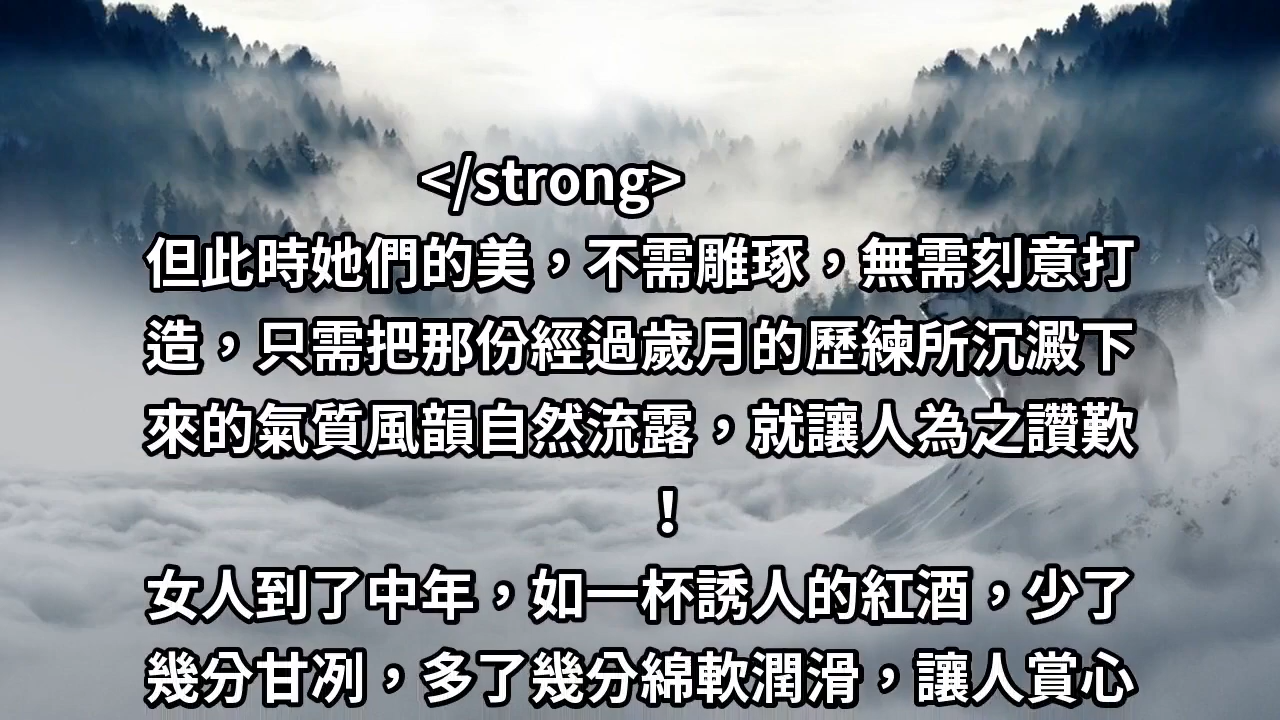 </strong>
但此時她們的美，不需雕琢，無需刻意打
造，只需把那份經過歲月的歷練所沉澱下
來的氣質風韻自然流露，就讓人為之讚歎
！
女人到了中年，如一杯誘人的紅酒，少了
幾分甘冽，多了幾分綿軟潤滑，讓人賞心